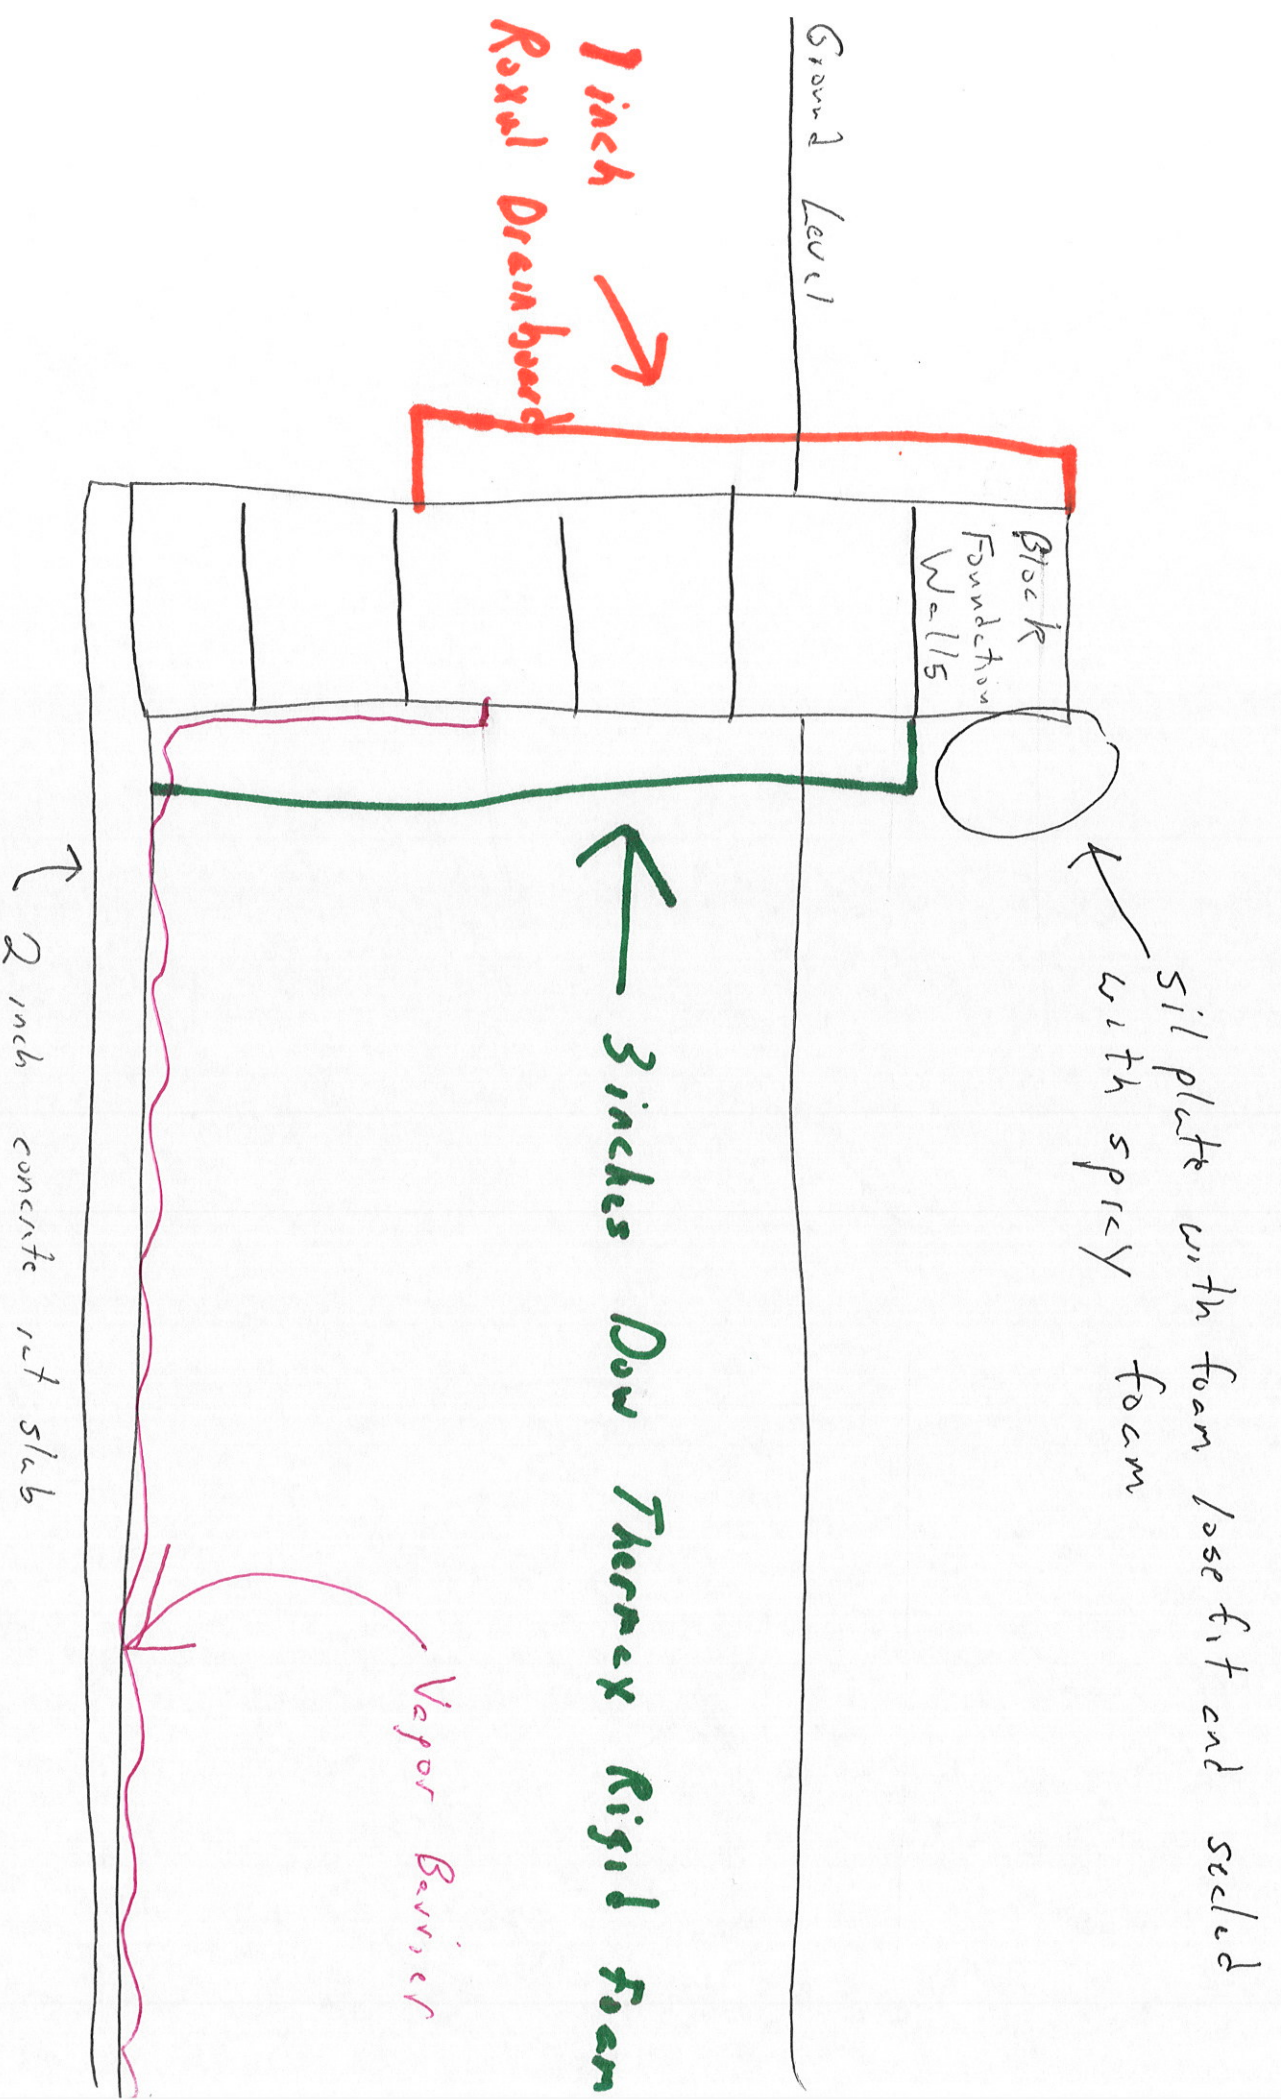 sil plate with foam lose fit and sealed
with spray foam
Block
Foundation
Walls
Ground Level
1 inch
Roxul Drainboard
3 inches Dow Thermax Rigid Foam
Vapor Barrier
2 inch concrete rat slab